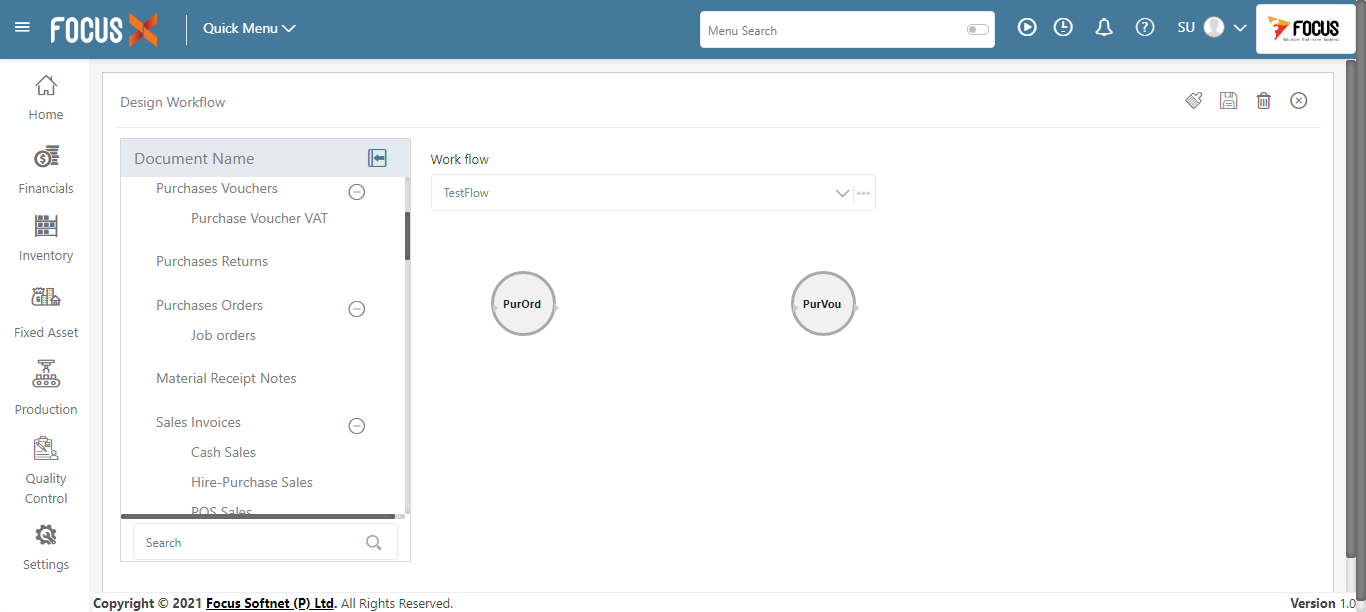 FOCUS X
Quick Menu
Menu Search
SU
FOCUS
Home
Financials
Inventory
Fixed Asset
Production
Quality
Control
Settings
Design Workflow
Document Name
Purchases Vouchers
Purchase Voucher VAT
Purchases Returns
Purchases Orders
Job orders
Material Receipt Notes
Sales Invoices
Cash Sales
Hire-Purchase Sales
POS Sales
Search
Work flow
TestFlow
PurOrd
PurVou
Copyright © 2021 Focus Softnet (P) Ltd. All Rights Reserved.
Version 1.0